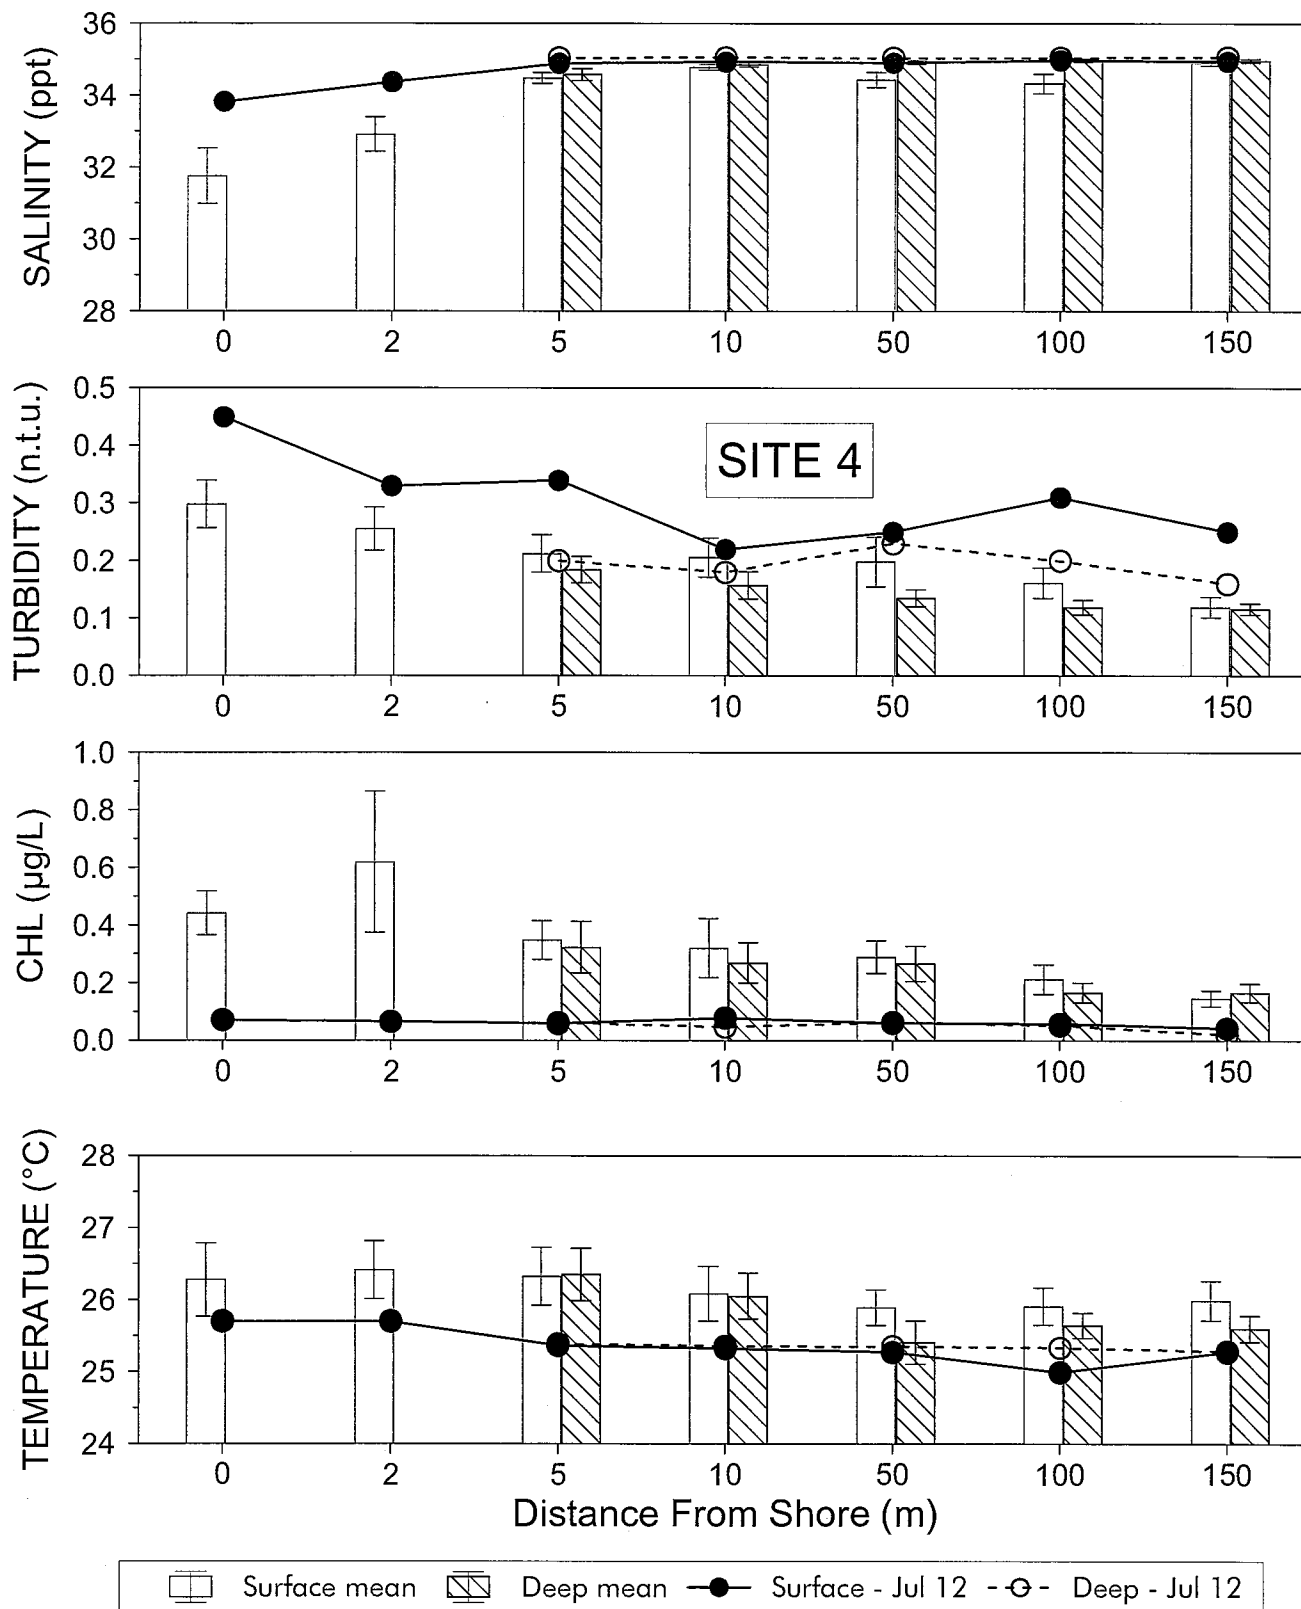 36
34
32
30
28
SALINITY (ppt)
0 2 5 10 50 100 150
0.5
0.4
0.3
0.2
0.1
0.0
TURBIDITY (n.t.u.)
SITE 4
0 2 5 10 50 100 150
1.0
0.8
0.6
0.4
0.2
0.0
CHL (µg/L)
0 2 5 10 50 100 150
28
27
26
25
24
TEMPERATURE (°C)
0 2 5 10 50 100 150
Distance From Shore (m)
Surface mean Deep mean Surface - Jul 12 Deep - Jul 12